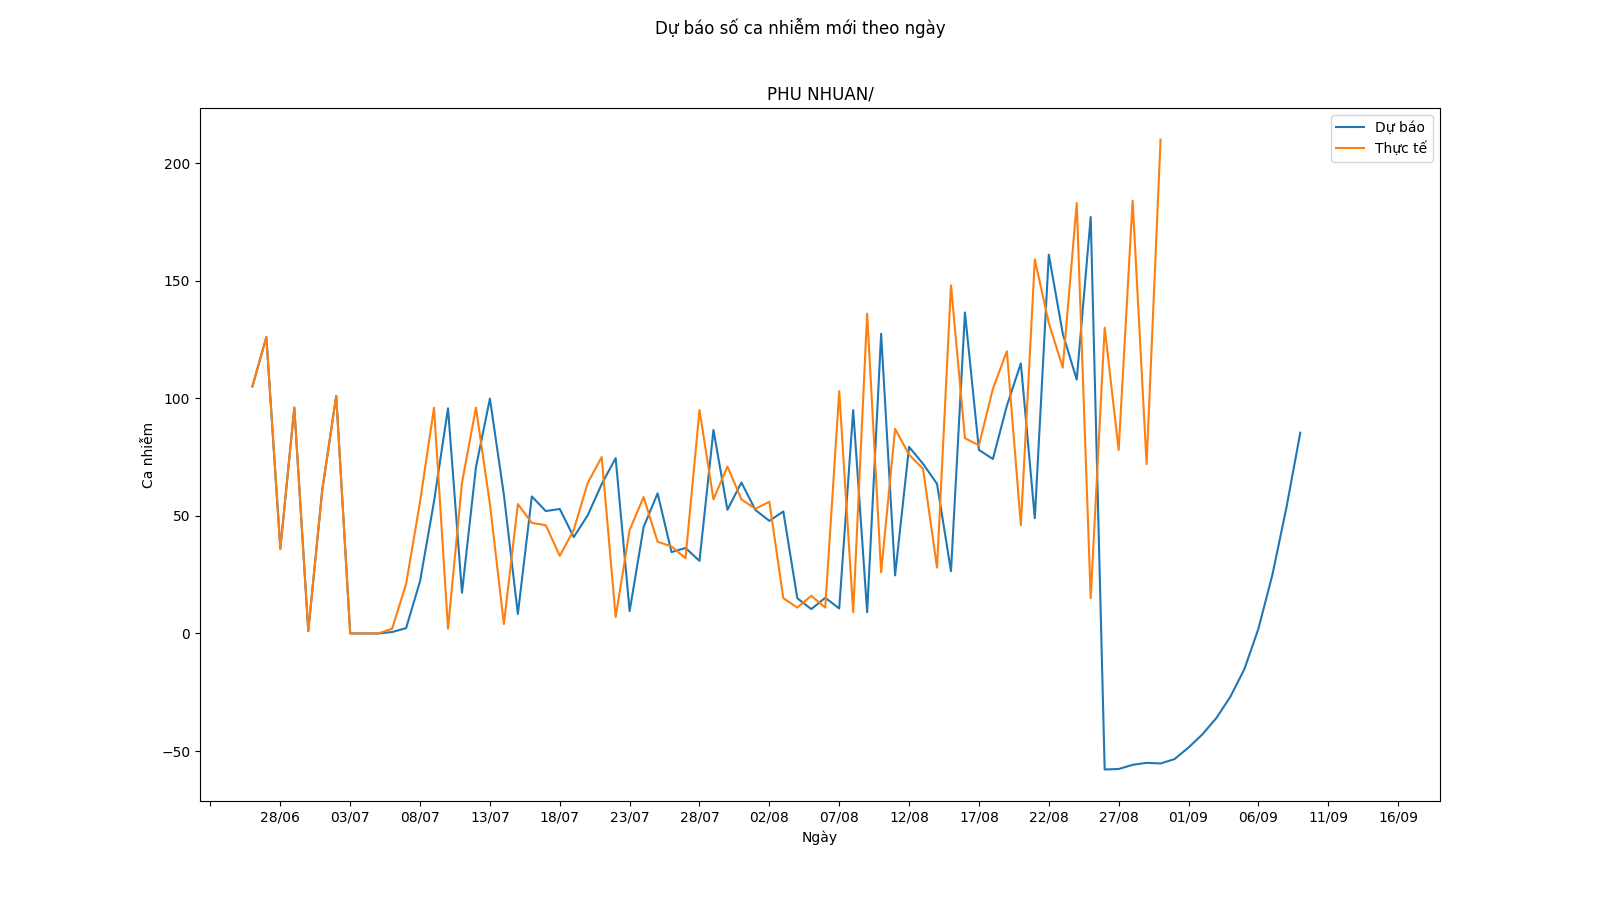 Dự báo số ca nhiễm mới theo ngày
PHU NHUAN/
Dự báo
Thực tế
200
150
100
50
0
−50
Ca nhiễm
28/06 03/07 08/07 13/07 18/07 23/07 28/07 02/08 07/08 12/08 17/08 22/08 27/08 01/09 06/09 11/09 16/09
Ngày